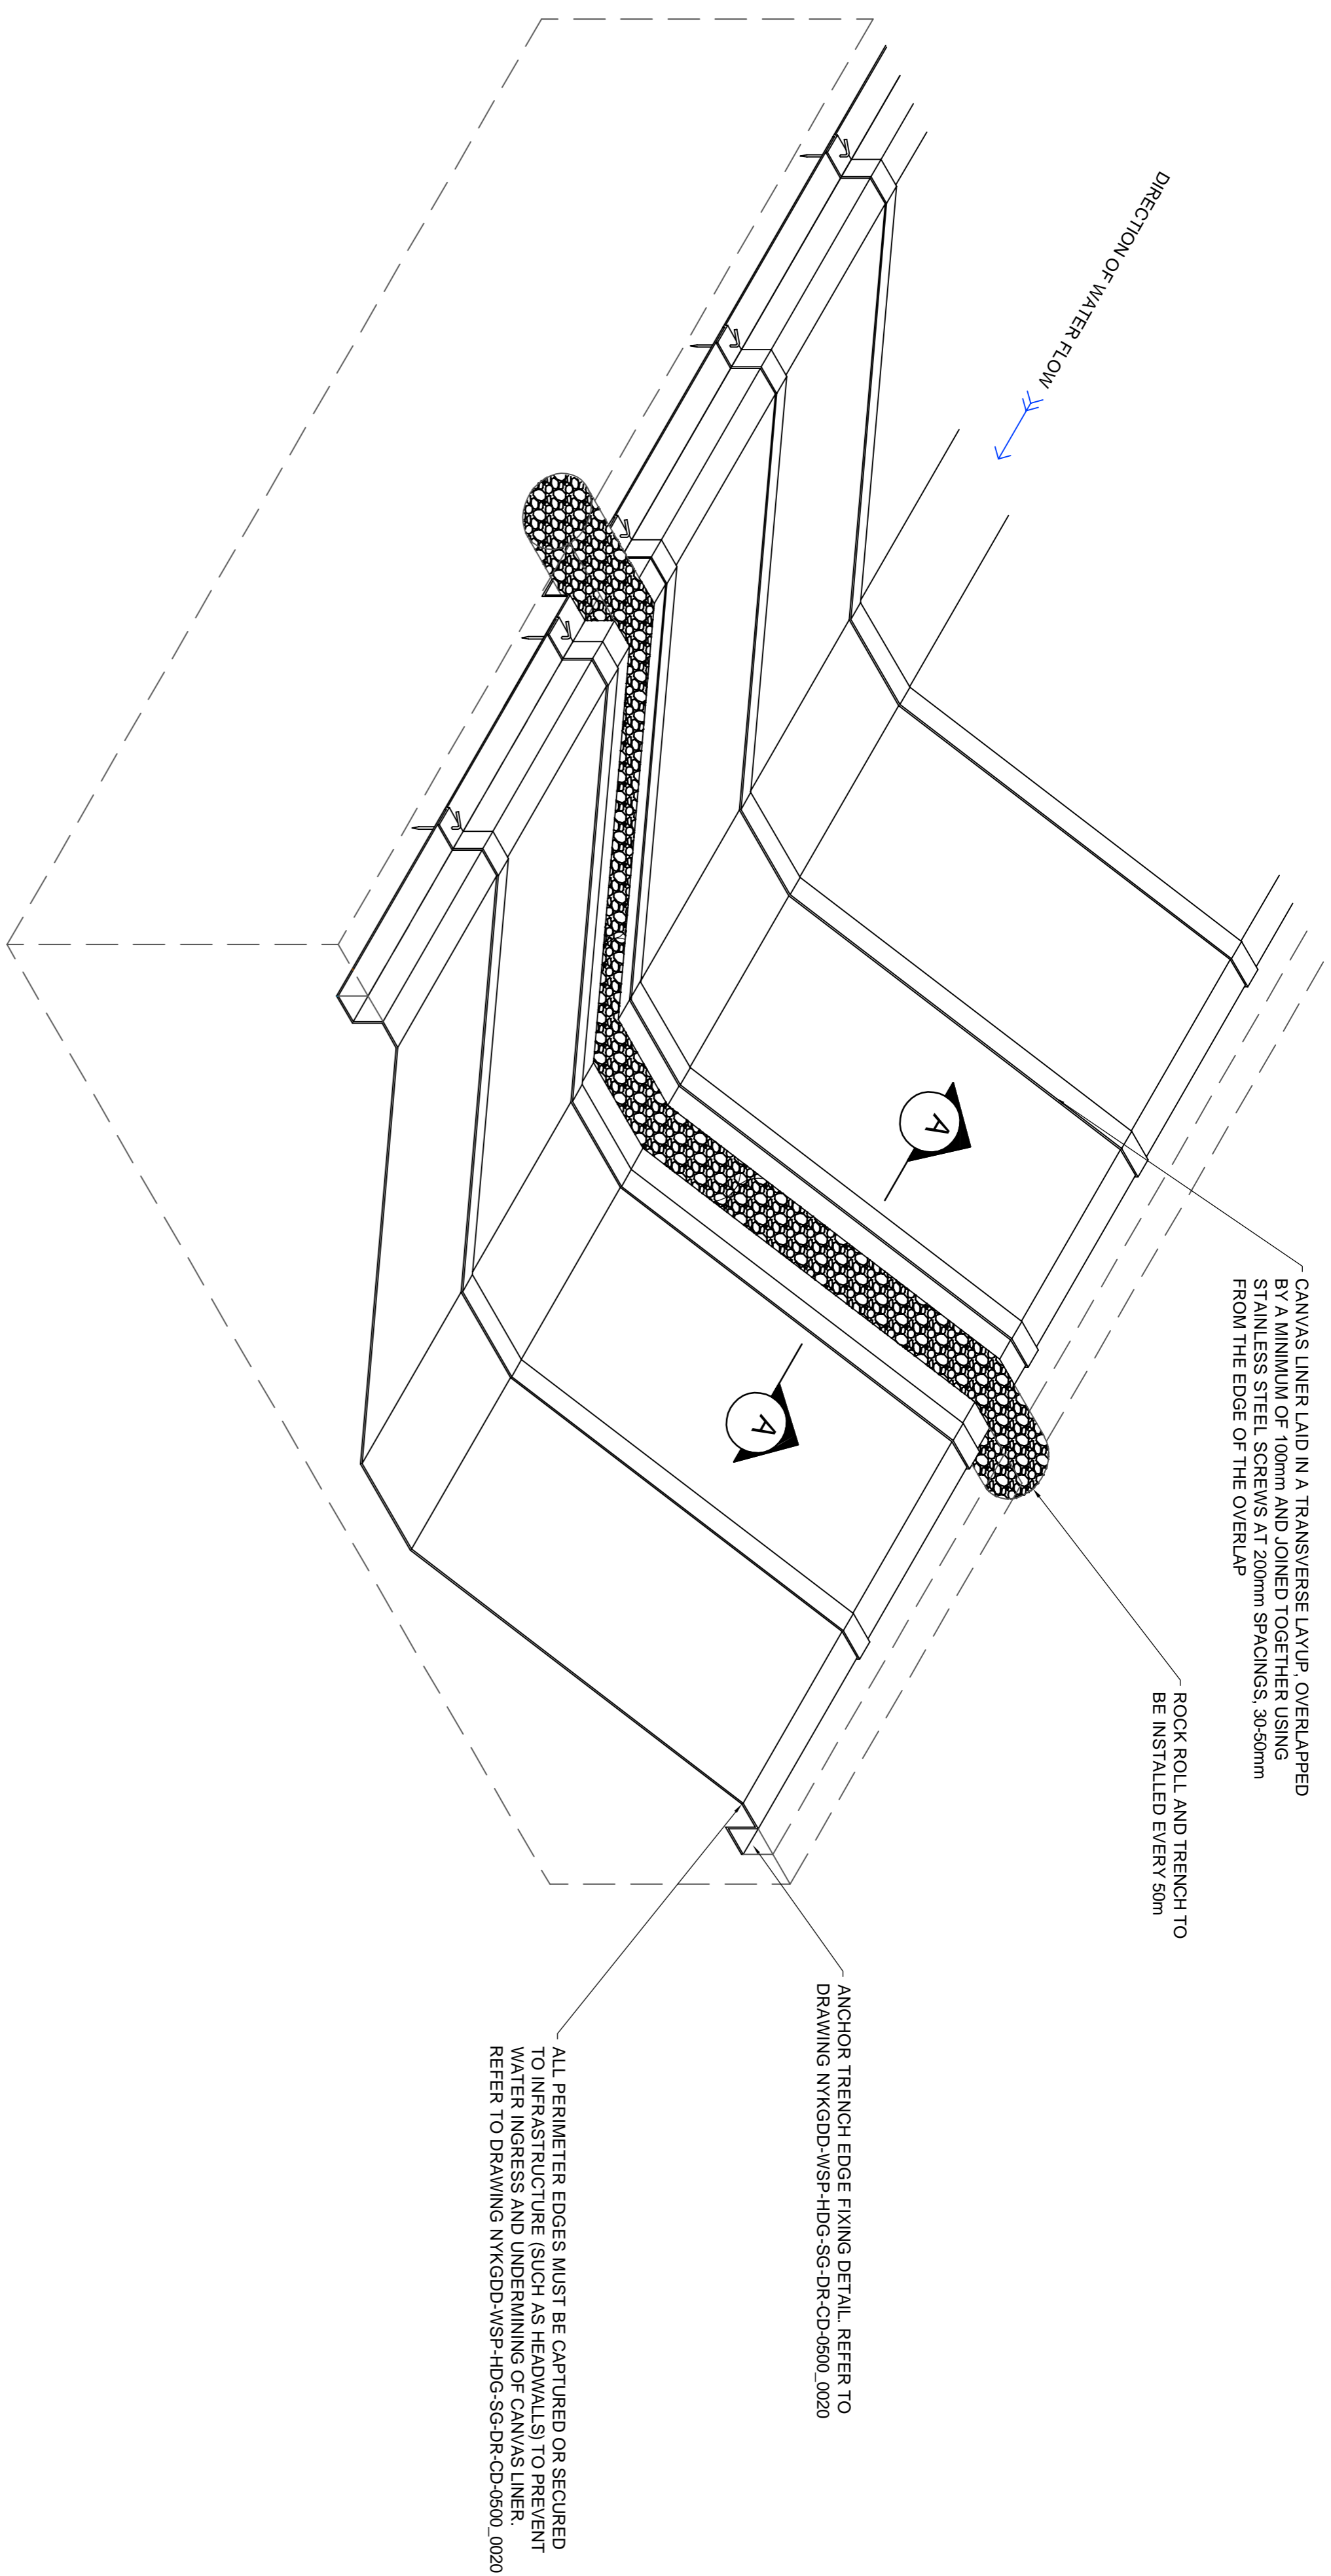 DIRECTION OF WATER FLOW
CANVAS LINER LAID IN A TRANSVERSE LAYUP, OVERLAPPED
BY A MINIMUM OF 100mm AND JOINED TOGETHER USING
STAINLESS STEEL SCREWS AT 200mm SPACINGS, 30-50mm
FROM THE EDGE OF THE OVERLAP
ROCK ROLL AND TRENCH TO
BE INSTALLED EVERY 50m
A
A
ANCHOR TRENCH EDGE FIXING DETAIL. REFER TO
DRAWING NYKGDD-WSP-HDG-SG-DR-CD-0500_0020
ALL PERIMETER EDGES MUST BE CAPTURED OR SECURED
TO INFRASTRUCTURE (SUCH AS HEADWALLS) TO PREVENT
WATER INGRESS AND UNDERMINING OF CANVAS LINER.
REFER TO DRAWING NYKGDD-WSP-HDG-SG-DR-CD-0500_0020